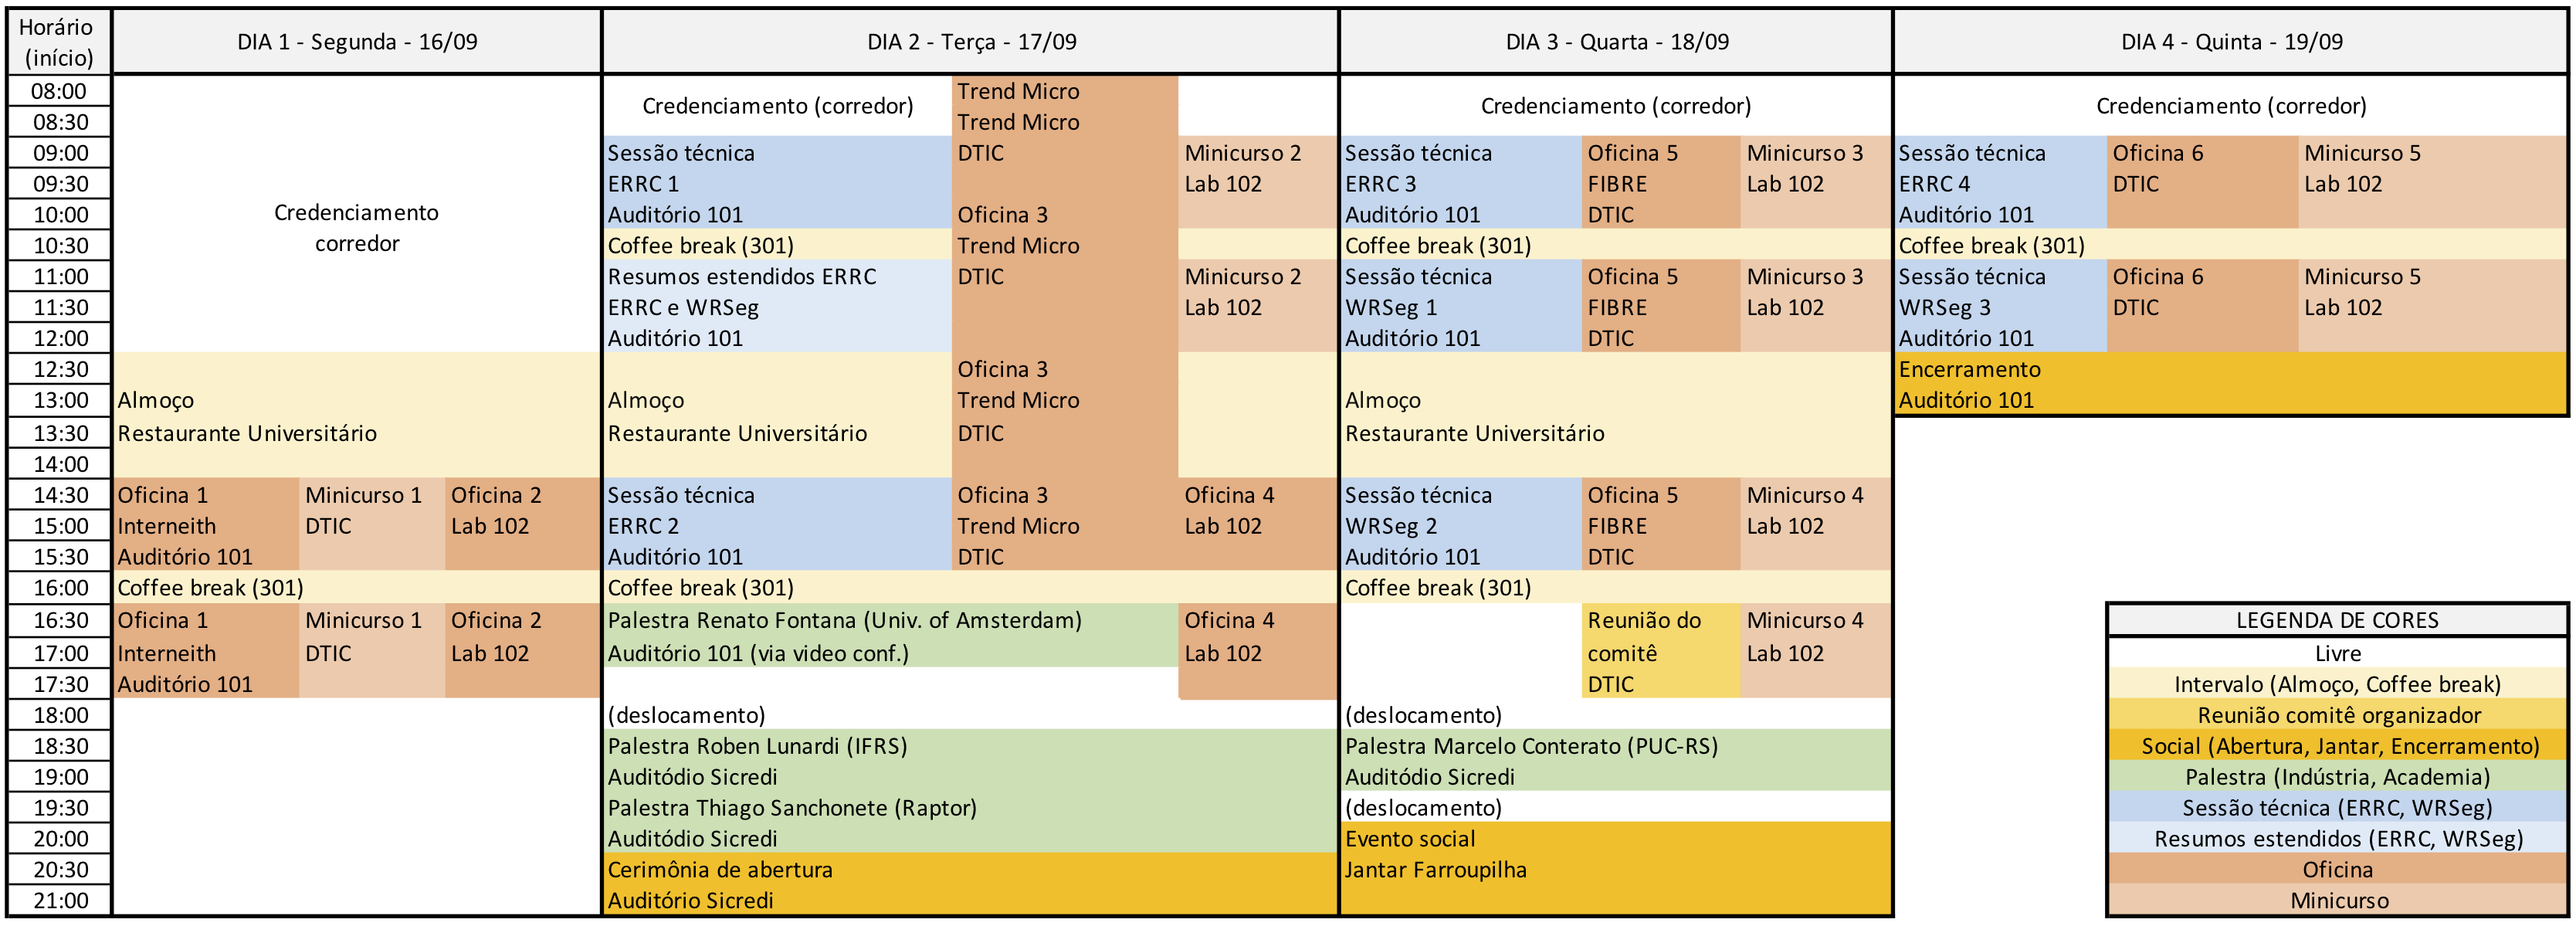 Horário
(início)
DIA 1 - Segunda - 16/09
DIA 2 - Terça - 17/09
DIA 3 - Quarta - 18/09
DIA 4 - Quinta - 19/09
08:00 Trend Micro
Credenciamento (corredor) Credenciamento (corredor) Credenciamento (corredor)
08:30 Trend Micro
09:00 Sessão técnica DTIC Minicurso 2 Sessão técnica Oficina 5 Minicurso 3 Sessão técnica Oficina 6 Minicurso 5
09:30 ERRC 1 Lab 102 ERRC 3 FIBRE Lab 102 ERRC 4 DTIC Lab 102
10:00 Credenciamento Auditório 101 Oficina 3 Auditório 101 DTIC Auditório 101
10:30 corredor Coffee break (301) Trend Micro Coffee break (301) Coffee break (301)
11:00 Resumos estendidos ERRC DTIC Minicurso 2 Sessão técnica Oficina 5 Minicurso 3 Sessão técnica Oficina 6 Minicurso 5
11:30 ERRC e WRSeg Lab 102 WRSeg 1 FIBRE Lab 102 WRSeg 3 DTIC Lab 102
12:00 Auditório 101 Auditório 101 DTIC Auditório 101
12:30 Oficina 3 Encerramento
13:00 Almoço Almoço Trend Micro Almoço Auditório 101
13:30 Restaurante Universitário Restaurante Universitário DTIC Restaurante Universitário
14:00
14:30 Oficina 1 Minicurso 1 Oficina 2 Sessão técnica Oficina 3 Oficina 4 Sessão técnica Oficina 5 Minicurso 4
15:00 Interneith DTIC Lab 102 ERRC 2 Trend Micro Lab 102 WRSeg 2 FIBRE Lab 102
15:30 Auditório 101 Auditório 101 DTIC Auditório 101 DTIC
16:00 Coffee break (301) Coffee break (301) Coffee break (301)
16:30 Oficina 1 Minicurso 1 Oficina 2 Palestra Renato Fontana (Univ. of Amsterdam) Oficina 4 Reunião do Minicurso 4
17:00 Interneith DTIC Lab 102 Auditório 101 (via video conf.) Lab 102 comitê Lab 102
17:30 Auditório 101 DTIC
18:00 (deslocamento) (deslocamento)
18:30 Palestra Roben Lunardi (IFRS) Palestra Marcelo Conterato (PUC-RS)
19:00 Auditódio Sicredi Auditódio Sicredi
19:30 Palestra Thiago Sanchonete (Raptor) (deslocamento)
20:00 Auditódio Sicredi Evento social
20:30 Cerimônia de abertura Jantar Farroupilha
21:00 Auditório Sicredi
LEGENDA DE CORES
Livre
Intervalo (Almoço, Coffee break)
Reunião comitê organizador
Social (Abertura, Jantar, Encerramento)
Palestra (Indústria, Academia)
Sessão técnica (ERRC, WRSeg)
Resumos estendidos (ERRC, WRSeg)
Oficina
Minicurso